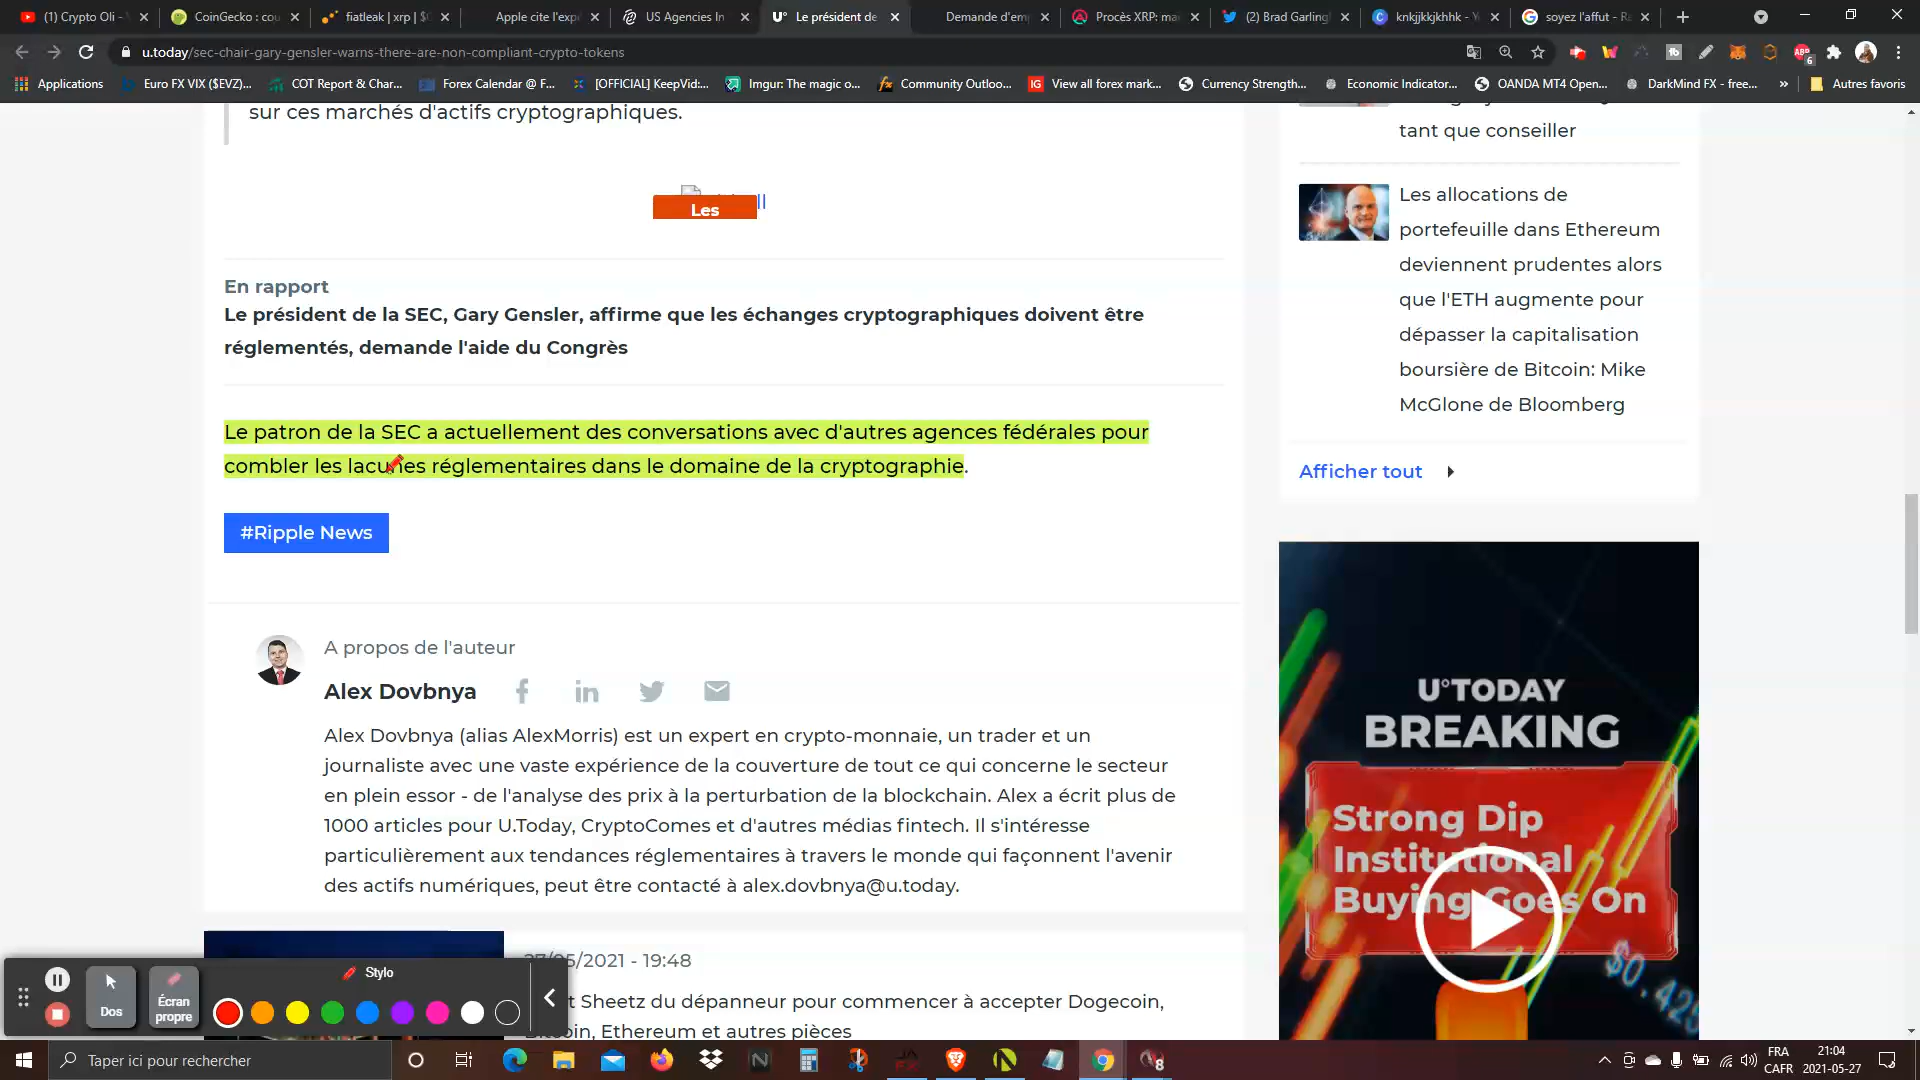 (1) Crypto Oli -
CoinGecko : cou
fiatleak | xrp | $
Apple cite l'exp
US Agencies In
U° Le président de
Demande d'em
Procès XRP: ma
(2) Brad Garling
knkjjkkjkhhk - Y
soyez l'affut - R
u.today/sec-chair-gary-gensler-warns-there-are-non-compliant-crypto-tokens
Applications
Euro FX VIX ($EVZ)...
COT Report & Char...
Forex Calendar @ F...
[OFFICIAL] KeepVid:...
Imgur: The magic o...
Community Outloo...
IG View all forex mark...
Currency Strength...
Economic Indicator...
OANDA MT4 Open...
DarkMind FX - free...
»
Autres favoris
sur ces marchés d'actifs cryptographiques.
Les
En rapport
Le président de la SEC, Gary Gensler, affirme que les échanges cryptographiques doivent être
réglementés, demande l'aide du Congrès
Le patron de la SEC a actuellement des conversations avec d'autres agences fédérales pour
combler les lacunes réglementaires dans le domaine de la cryptographie.
#Ripple News
A propos de l'auteur
Alex Dovbnya
Alex Dovbnya (alias AlexMorris) est un expert en crypto-monnaie, un trader et un
journaliste avec une vaste expérience de la couverture de tout ce qui concerne le secteur
en plein essor - de l'analyse des prix à la perturbation de la blockchain. Alex a écrit plus de
1000 articles pour U.Today, CryptoComes et d'autres médias fintech. Il s'intéresse
particulièrement aux tendances réglementaires à travers le monde qui façonnent l'avenir
des actifs numériques, peut être contacté à alex.dovbnya@u.today.
/2021 - 19:48
Sheetz du dépanneur pour commencer à accepter Dogecoin,
Ethereum et autres pièces
tant que conseiller
Les allocations de
portefeuille dans Ethereum
deviennent prudentes alors
que l'ETH augmente pour
dépasser la capitalisation
boursière de Bitcoin: Mike
McGlone de Bloomberg
Afficher tout
U°TODAY
BREAKING
Strong Dip
Institutional
Buying Goes On
$0.425
Stylo
Dos
Écran
propre
Taper ici pour rechercher
FRA
CAFR
21:04
2021-05-27